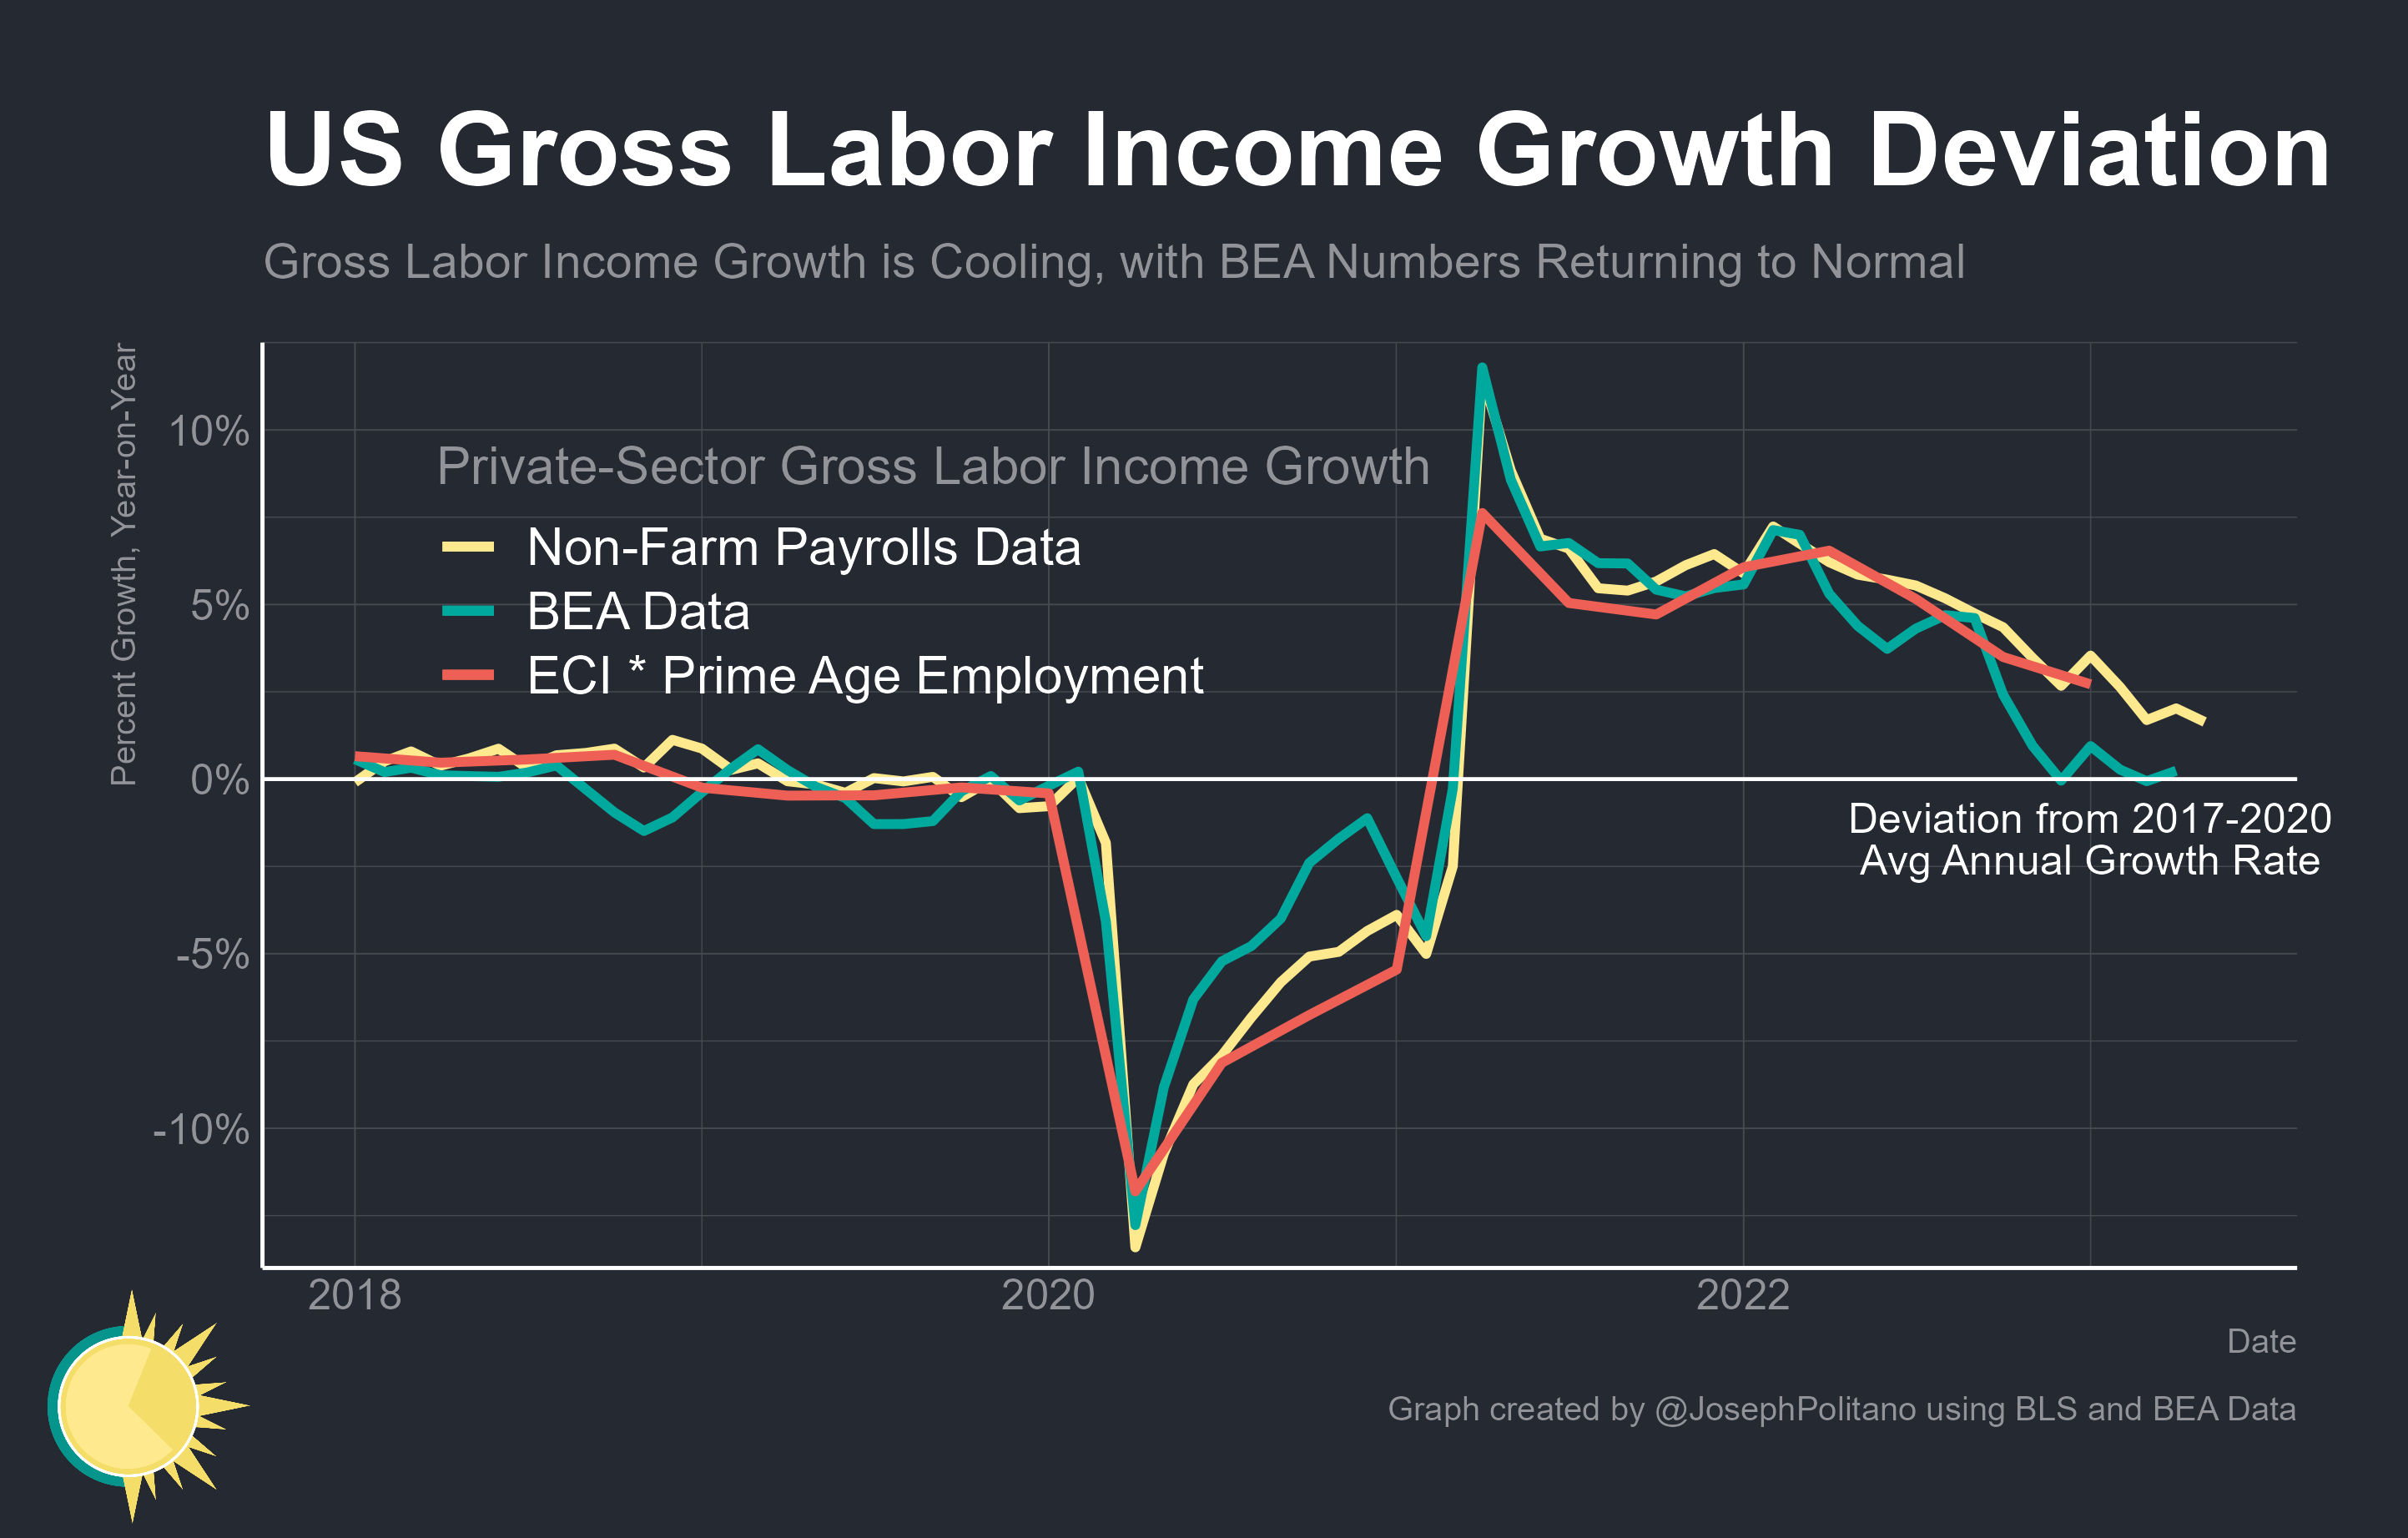 US Gross Labor Income Growth Deviation
Gross Labor Income Growth is Cooling, with BEA Numbers Returning to Normal
Percent Growth, Year-on-Year
10%
5%
0%
-5%
-10%
Private-Sector Gross Labor Income Growth
Non-Farm Payrolls Data
BEA Data
ECI * Prime Age Employment
Deviation from 2017-2020
Avg Annual Growth Rate
2018
2020
2022
Date
Graph created by @JosephPolitano using BLS and BEA Data